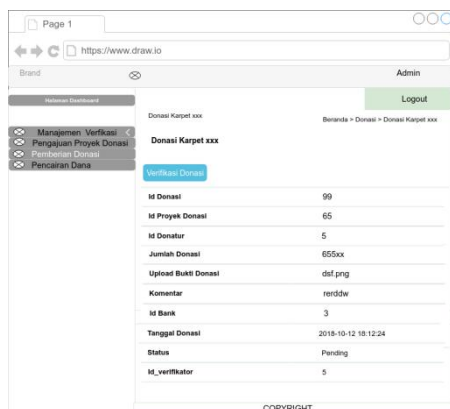 Page 1
https://www.draw.io
Brand
Admin
Logout
Halaman Dashboard
Manajemen Verfikasi
Pengajuan Proyek Donasi
Pemberian Donasi
Pencairan Dana
Donasi Karpet xxx
Beranda > Donasi > Donasi Karpet xxx
Donasi Karpet xxx
Verifikasi Donasi
Id Donasi 99
Id Proyek Donasi 65
Id Donatur 5
Jumlah Donasi 655xx
Upload Bukti Donasi dsf.png
Komentar rerddw
Id Bank 3
Tanggal Donasi 2018-10-12 18:12:24
Status Pending
Id_verifikator 5
COPYRIGHT